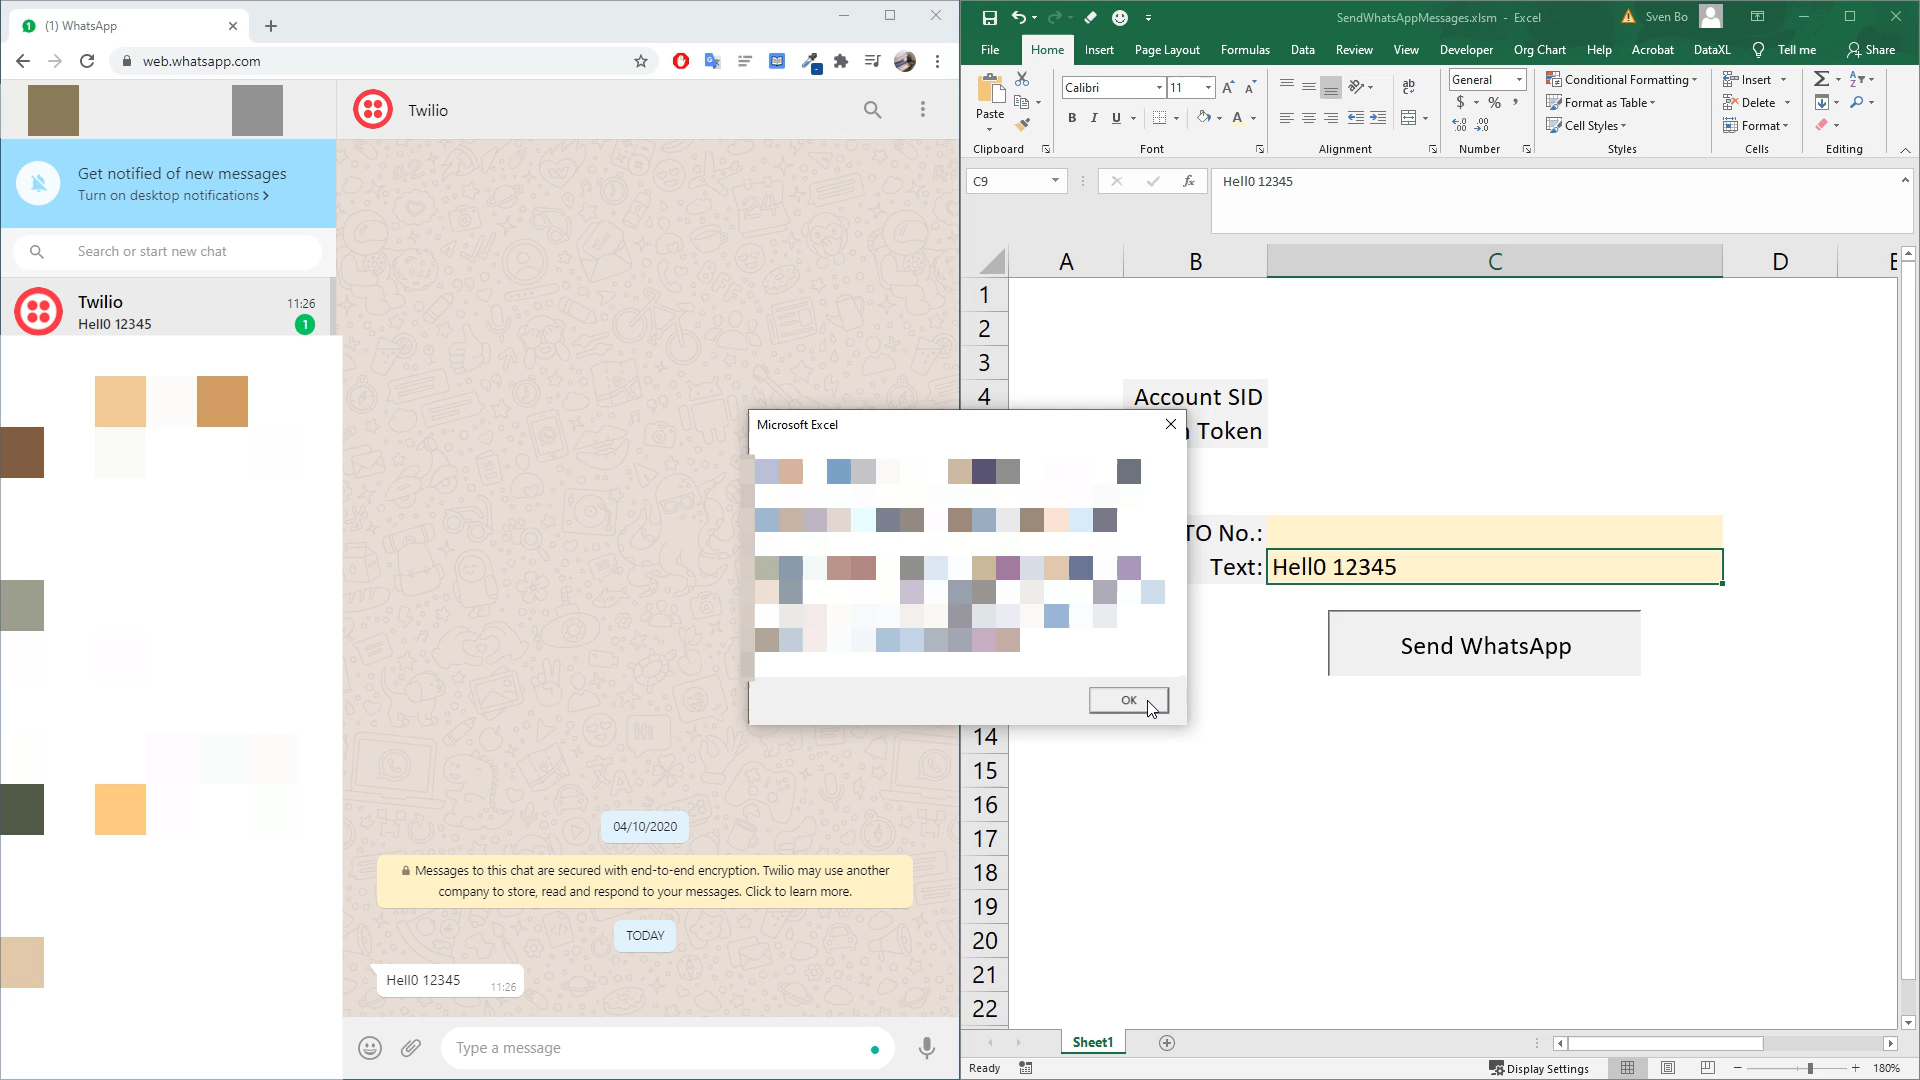 (1) WhatsApp
web.whatsapp.com
Twilio
Get notified of new messages
Turn on desktop notifications >
Search or start new chat
Twilio 11:26
Hell0 12345 1
04/10/2020
Messages to this chat are secured with end-to-end encryption. Twilio may use another
company to store, read and respond to your messages. Click to learn more.
TODAY
Hell0 12345 11:26
Type a message
SendWhatsAppMessages.xlsm - Excel Sven Bo
File Home Insert Page Layout Formulas Data Review View Developer Org Chart Help Acrobat DataXL Tell me Share
Paste
Calibri 11
B I U
Clipboard Font Alignment
General
$ % ,
Number
Conditional Formatting
Format as Table
Cell Styles
Styles
Insert
Delete
Format
Cells
Editing
C9 fx Hell0 12345
A B C D E
1
2
3
4 Account SID
Token
TO No.:
Text: Hell0 12345
Send WhatsApp
14
15
16
17
18
19
20
21
22
Microsoft Excel
OK
Sheet1
Ready Display Settings 180%